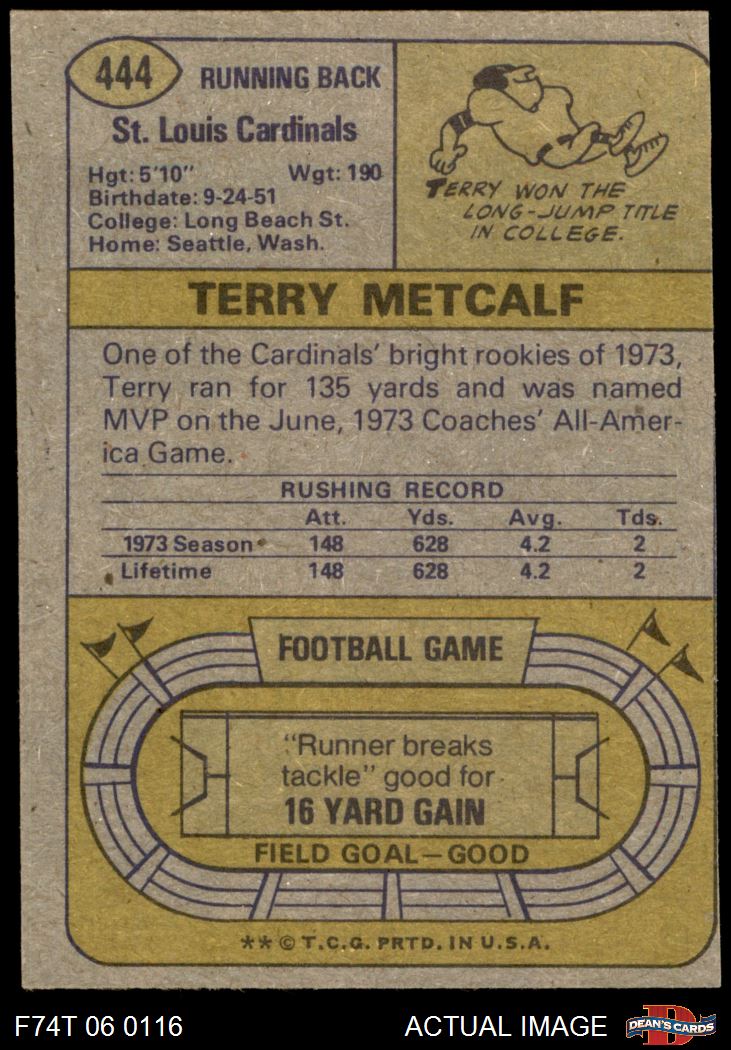 444 RUNNING BACK
St. Louis Cardinals
Hgt: 5'10" Wgt: 190
Birthdate: 9-24-51
College: Long Beach St.
Home: Seattle, Wash.
TERRY WON THE
LONG-JUMP TITLE
IN COLLEGE.
TERRY METCALF
One of the Cardinals' bright rookies of 1973,
Terry ran for 135 yards and was named
MVP on the June, 1973 Coaches' All-Amer-
ica Game.
RUSHING RECORD
Att. Yds. Avg. Tds.
1973 Season 148 628 4.2 2
Lifetime 148 628 4.2 2
FOOTBALL GAME
"Runner breaks
tackle" good for
16 YARD GAIN
FIELD GOAL—GOOD
**© T.C.G. PRTD. IN U.S.A.
F74T 06 0116 ACTUAL IMAGE D DEAN'S CARDS